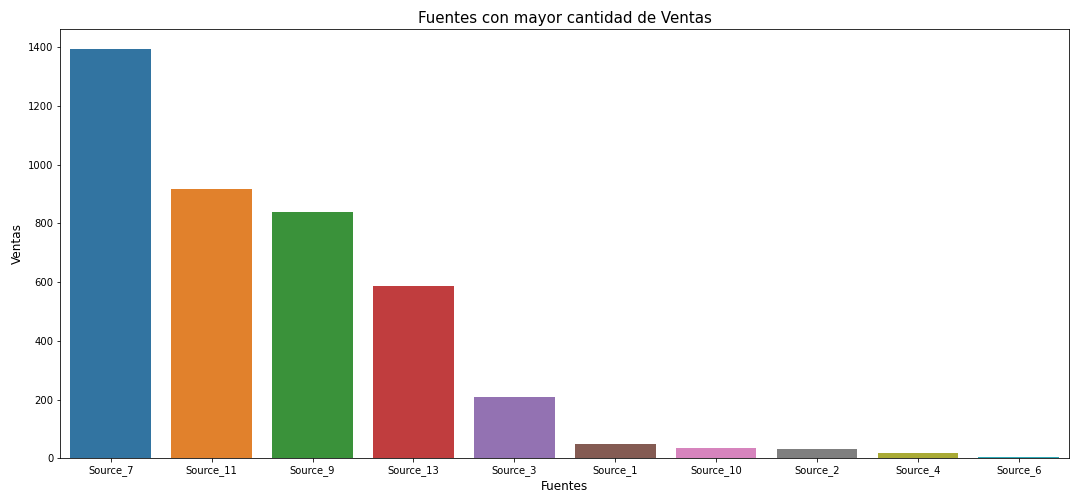 Fuentes con mayor cantidad de Ventas
1400
1200
1000
800
600
400
200
0
Ventas
Source_7 Source_11 Source_9 Source_13 Source_3 Source_1 Source_10 Source_2 Source_4 Source_6
Fuentes